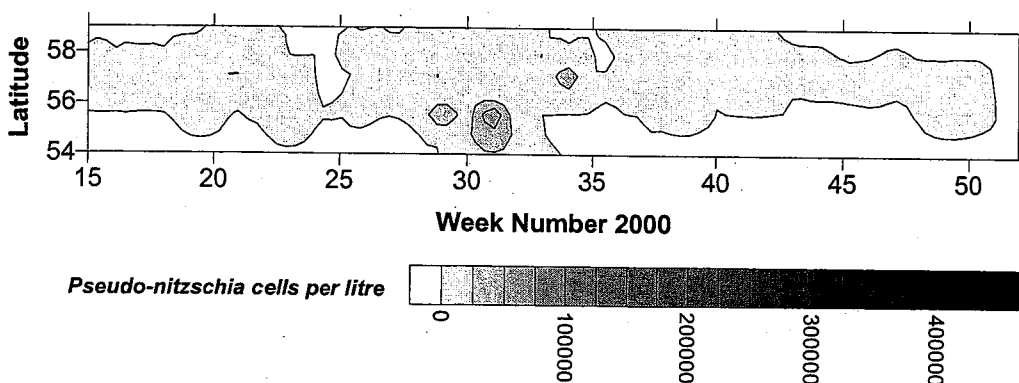 Latitude
58
56
54
15 20 25 30 35 40 45 50
Week Number 2000
Pseudo-nitzschia cells per litre
0
100000
200000
300000
400000